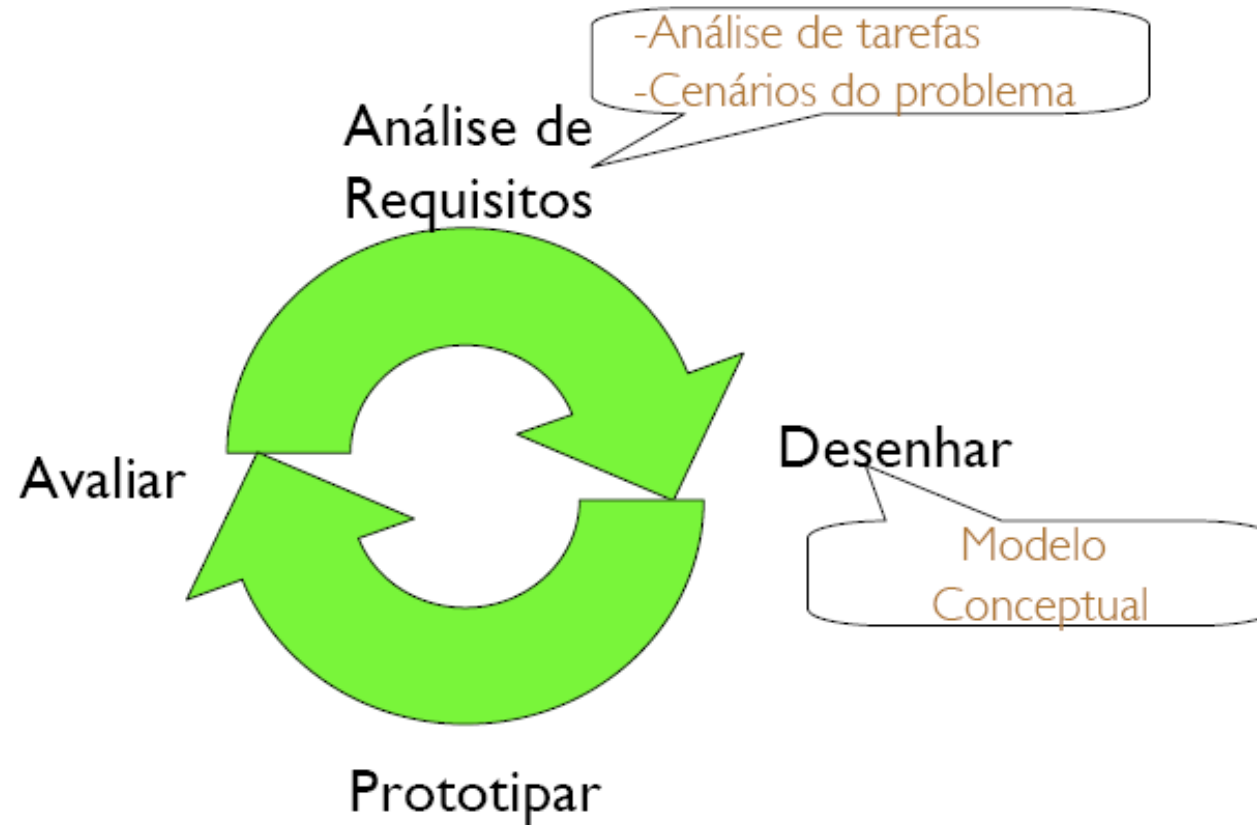 -Análise de tarefas
-Cenários do problema
Análise de
Requisitos
Desenhar
Modelo
Conceptual
Avaliar
Prototipar